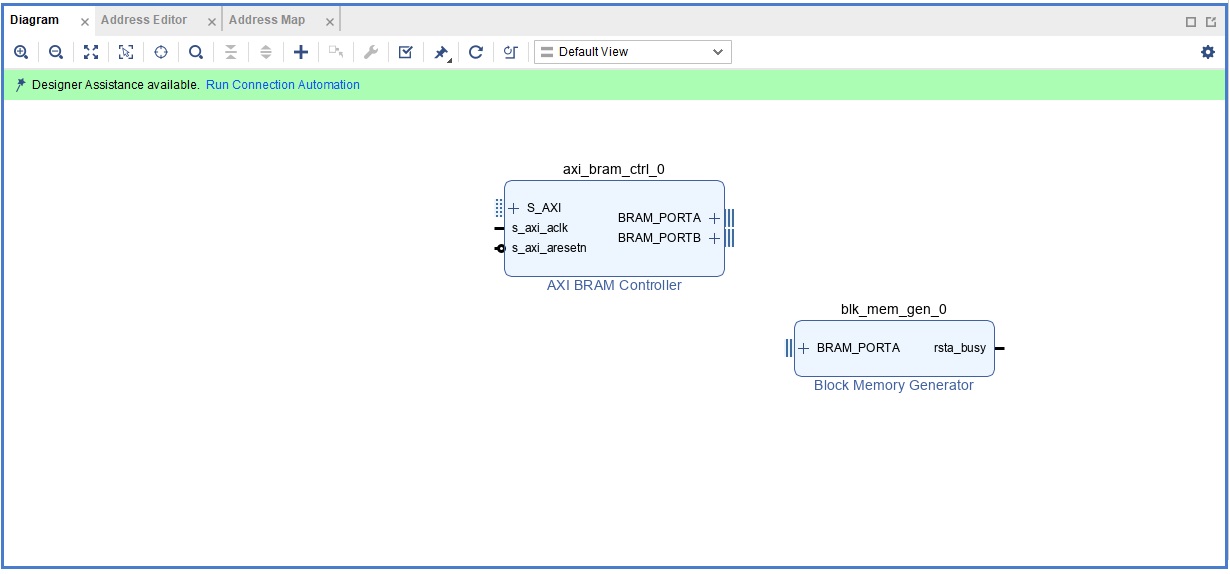 Diagram
Address Editor
Address Map
Default View
Designer Assistance available. Run Connection Automation
axi_bram_ctrl_0
S_AXI
s_axi_aclk
s_axi_aresetn
BRAM_PORTA
BRAM_PORTB
AXI BRAM Controller
blk_mem_gen_0
BRAM_PORTA
rsta_busy
Block Memory Generator